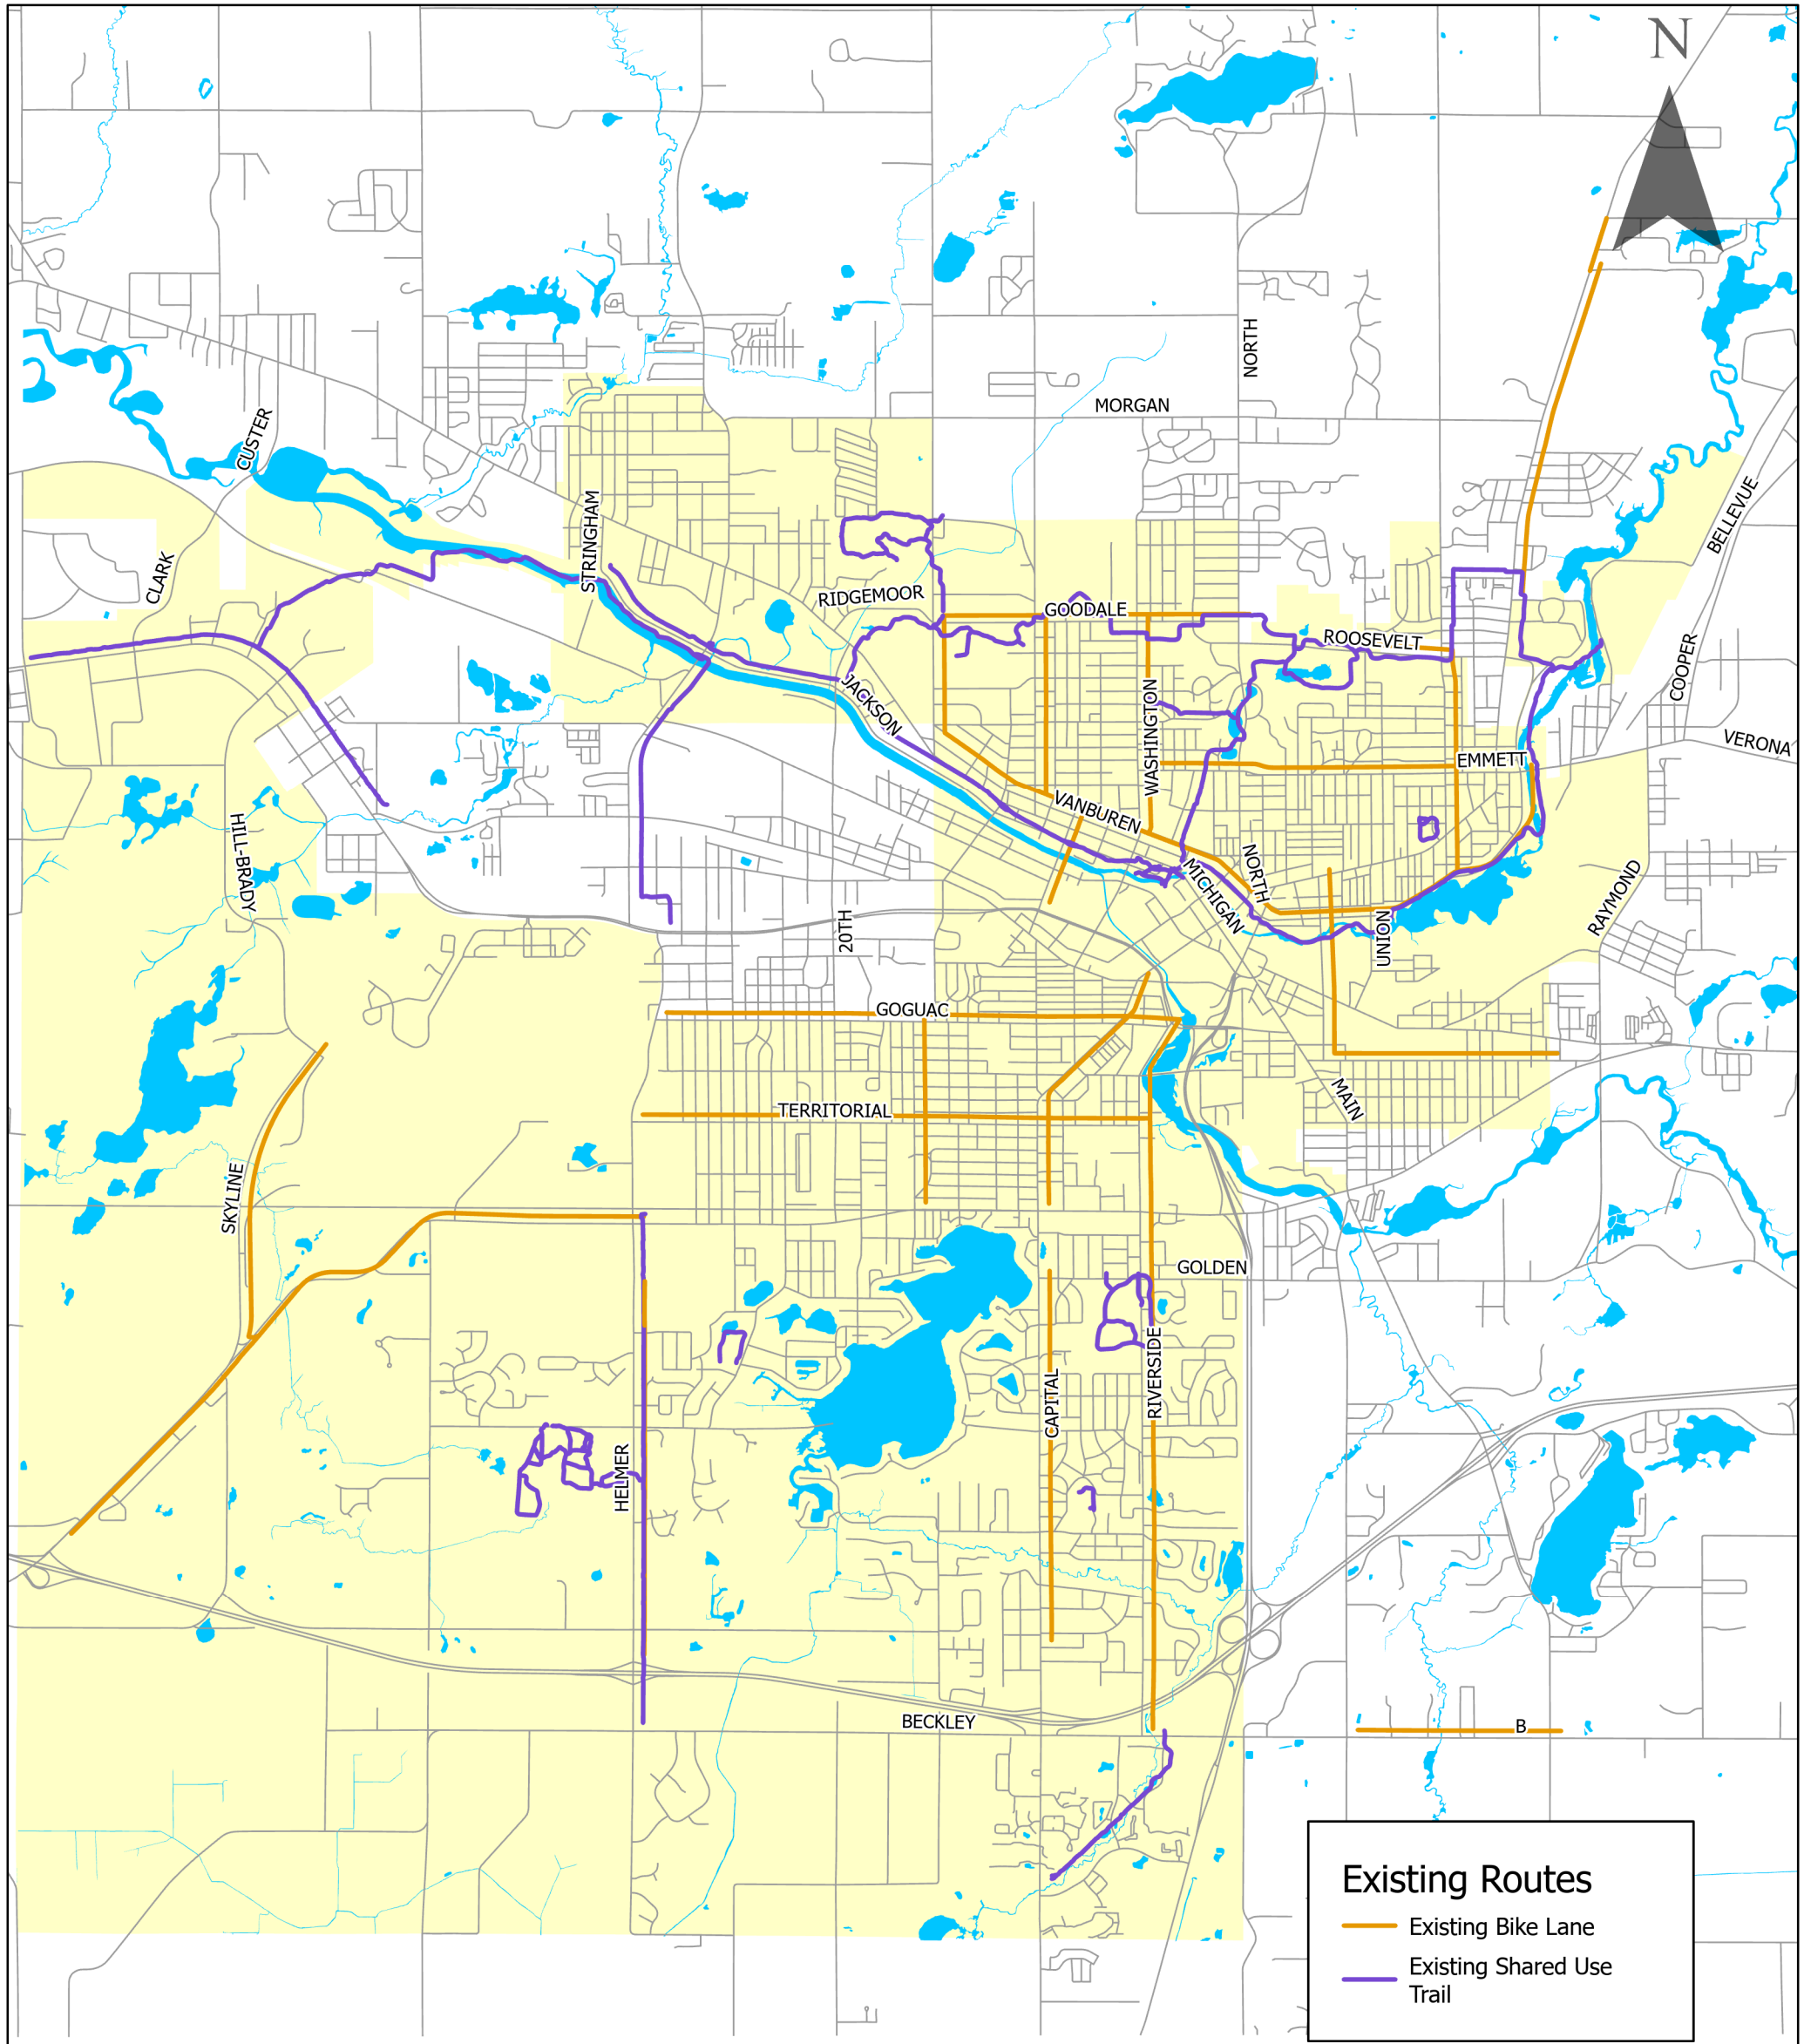 N
NORTH
MORGAN
CUSTER
STRINGHAM
BELLEVUE
CLARK
RIDGEMOOR
GOODALE
ROOSEVELT
COOPER
JACKSON
WASHINGTON
VERONA
EMMETT
VANBUREN
HILL-BRADY
NORTH
MICHIGAN
RAYMOND
20TH
UNION
GOGUAC
MAIN
TERRITORIAL
SKYLINE
GOLDEN
RIVERSIDE
CAPITAL
HELMER
BECKLEY
B
Existing Routes
Existing Bike Lane
Existing Shared Use
Trail